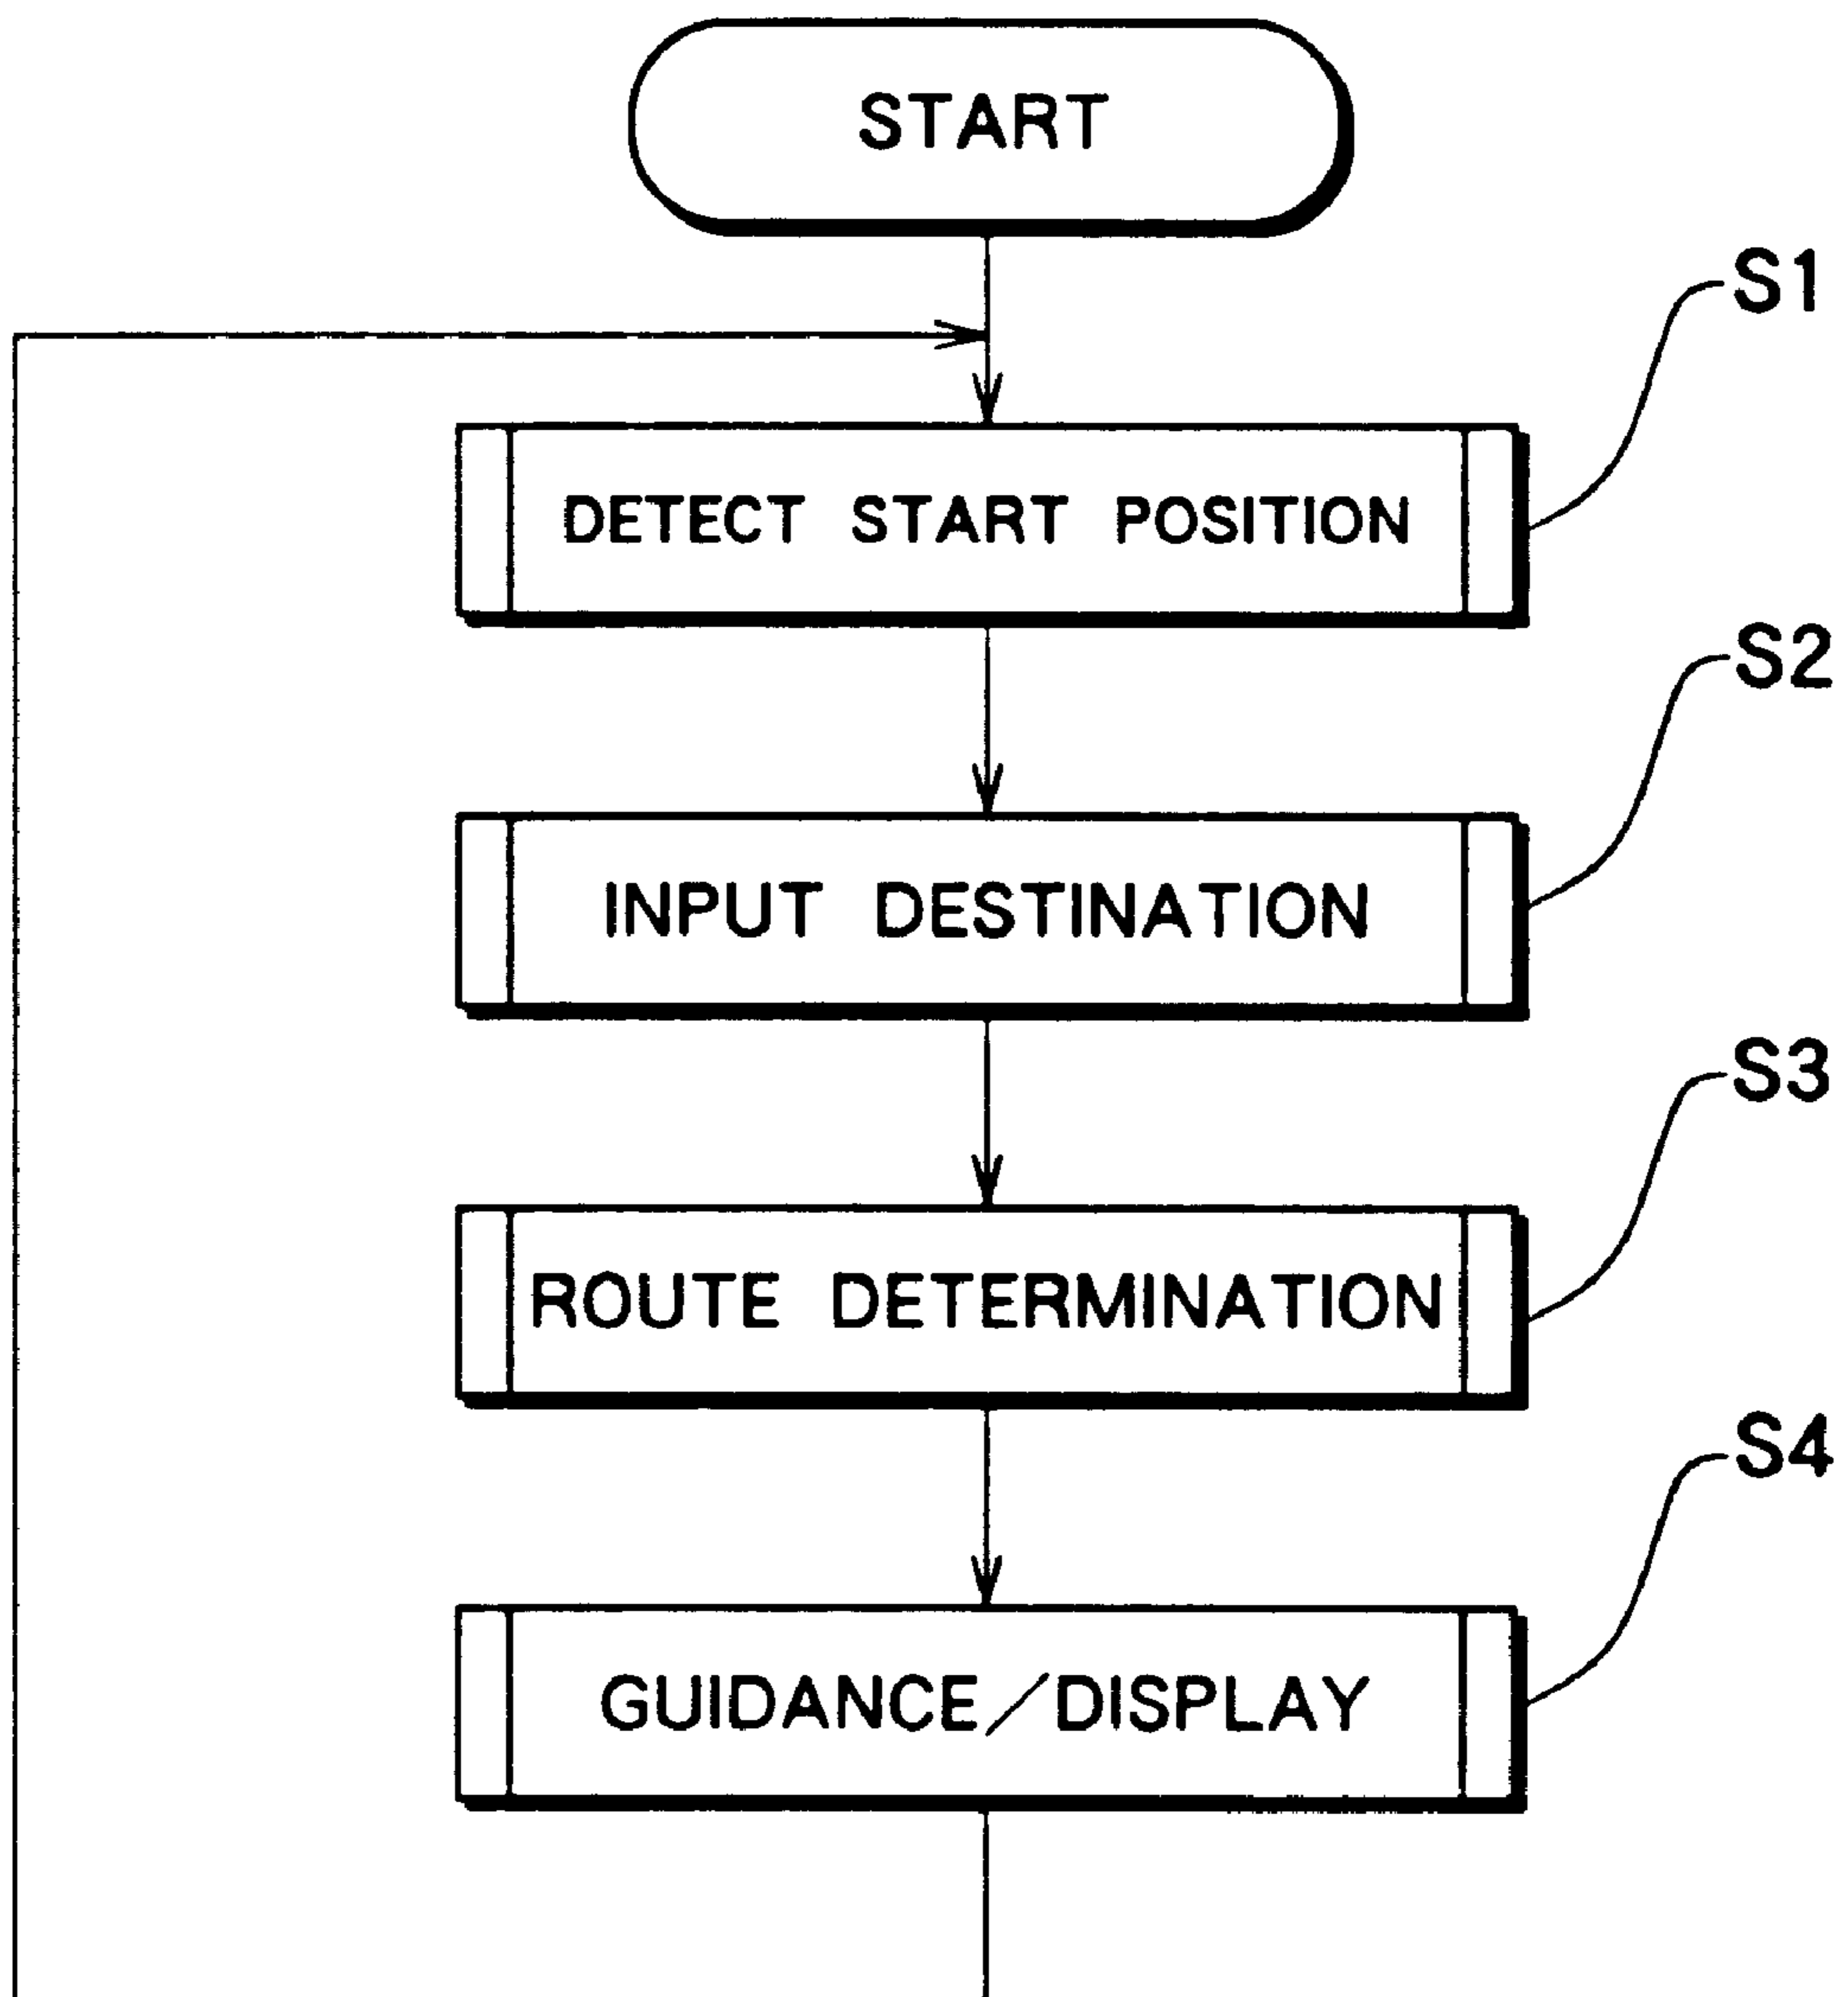 START
S1
DETECT START POSITION
S2
INPUT DESTINATION
S3
ROUTE DETERMINATION
S4
GUIDANCE/DISPLAY